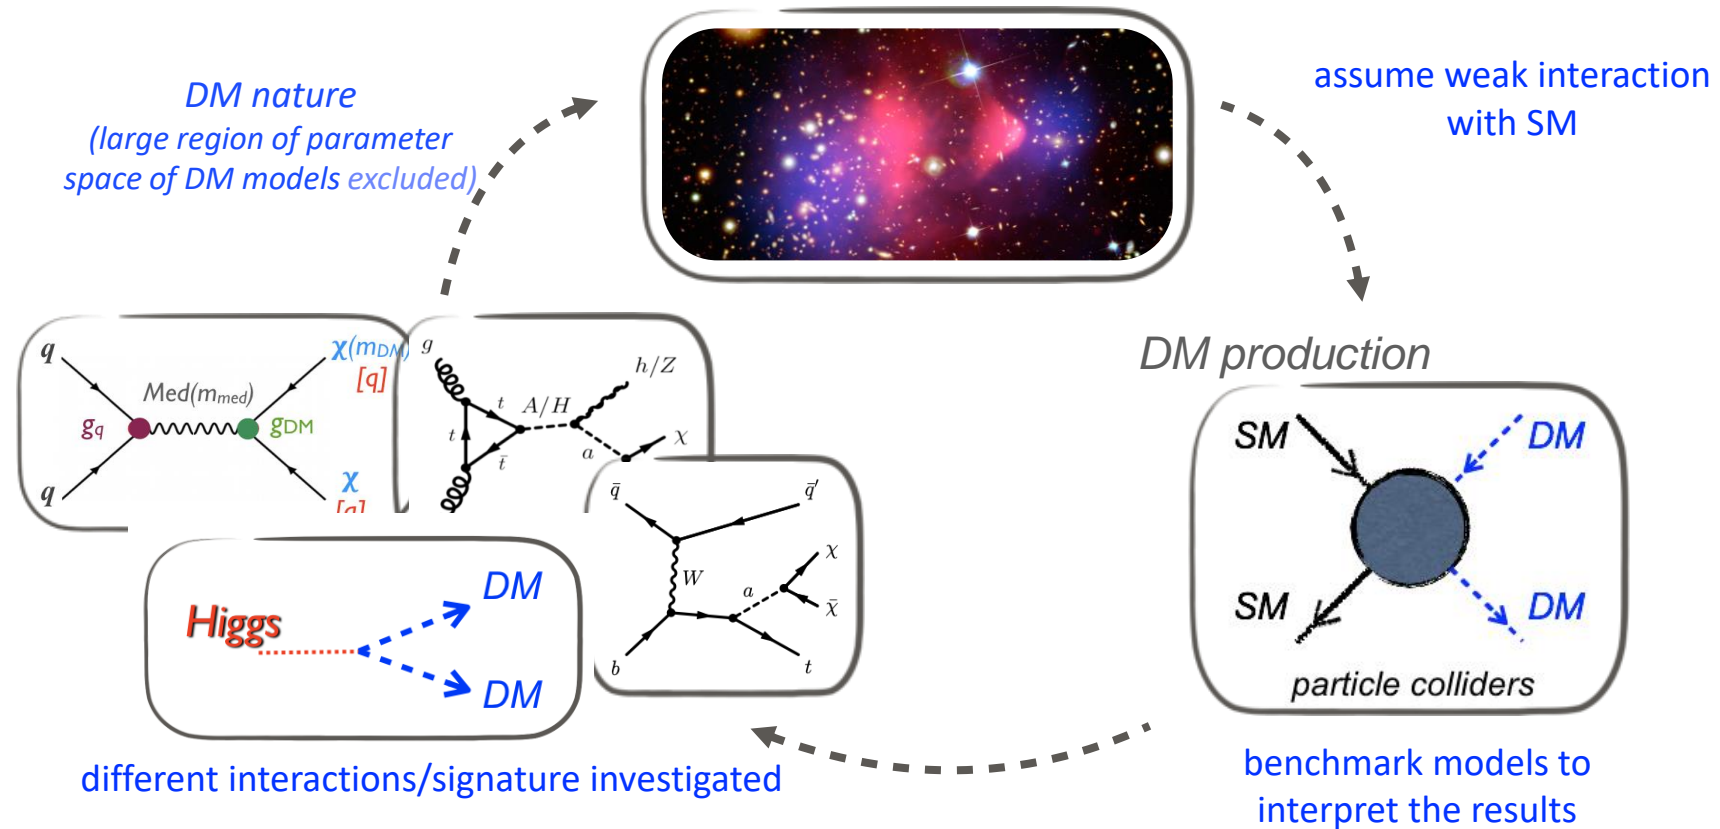 DM nature
(large region of parameter
space of DM models excluded)
assume weak interaction
with SM
DM production
q
χ(mDM)
[q]
Med(mmed)
gq
gDM
q
χ
[q]
g
h/Z
t
A/H
t
t̄
a
χ
q̄
q̄′
W
χ
a
χ̄
b
t
Higgs
DM
DM
SM
DM
SM
DM
particle colliders
different interactions/signature investigated
benchmark models to
interpret the results